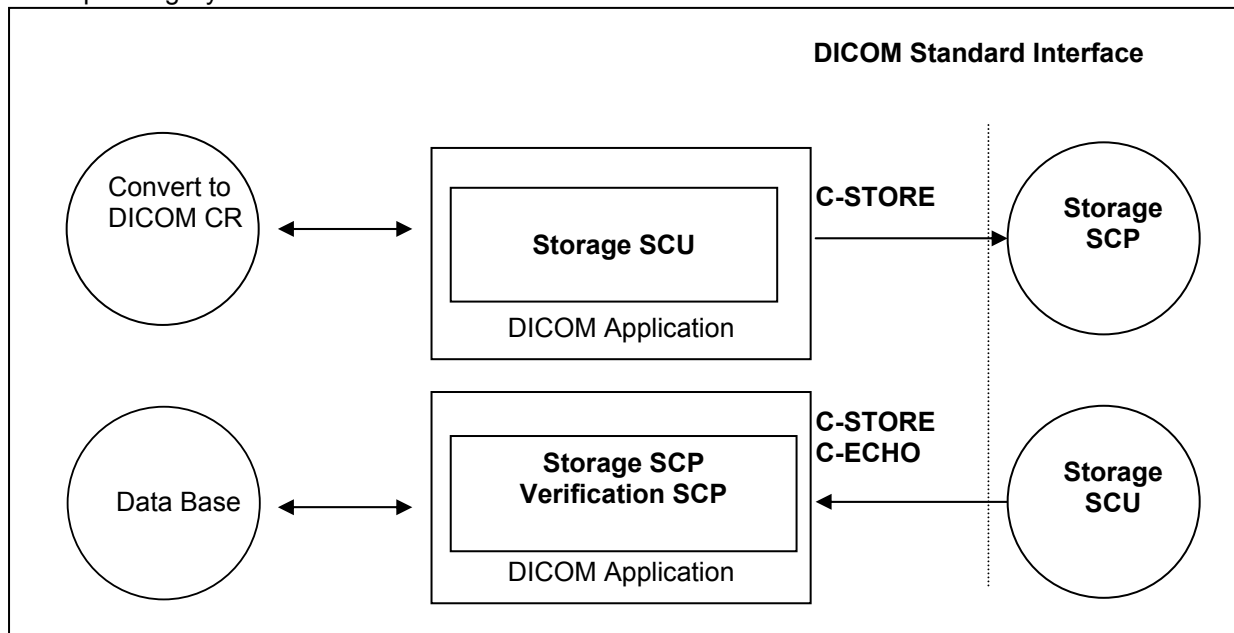 DICOM Standard Interface
Convert to
DICOM CR
Storage SCU
DICOM Application
C-STORE
Storage
SCP
Data Base
Storage SCP
Verification SCP
DICOM Application
C-STORE
C-ECHO
Storage
SCU